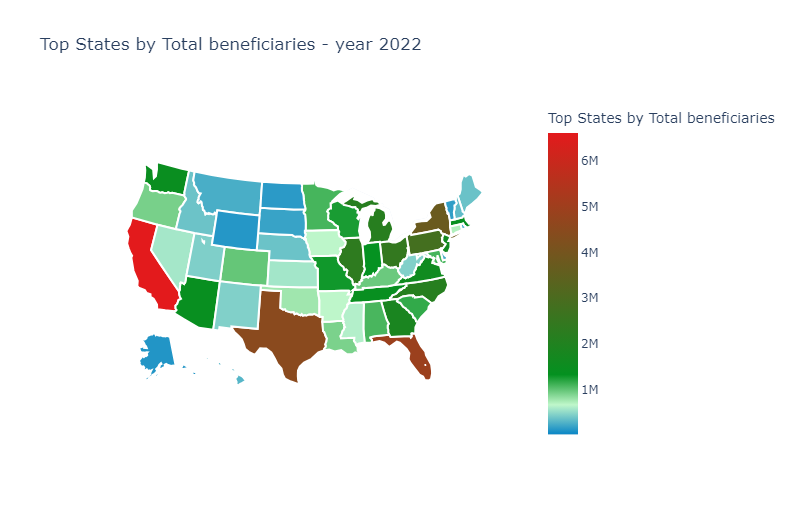 Top States by Total beneficiaries - year 2022
Top States by Total beneficiaries
6M
5M
4M
3M
2M
1M